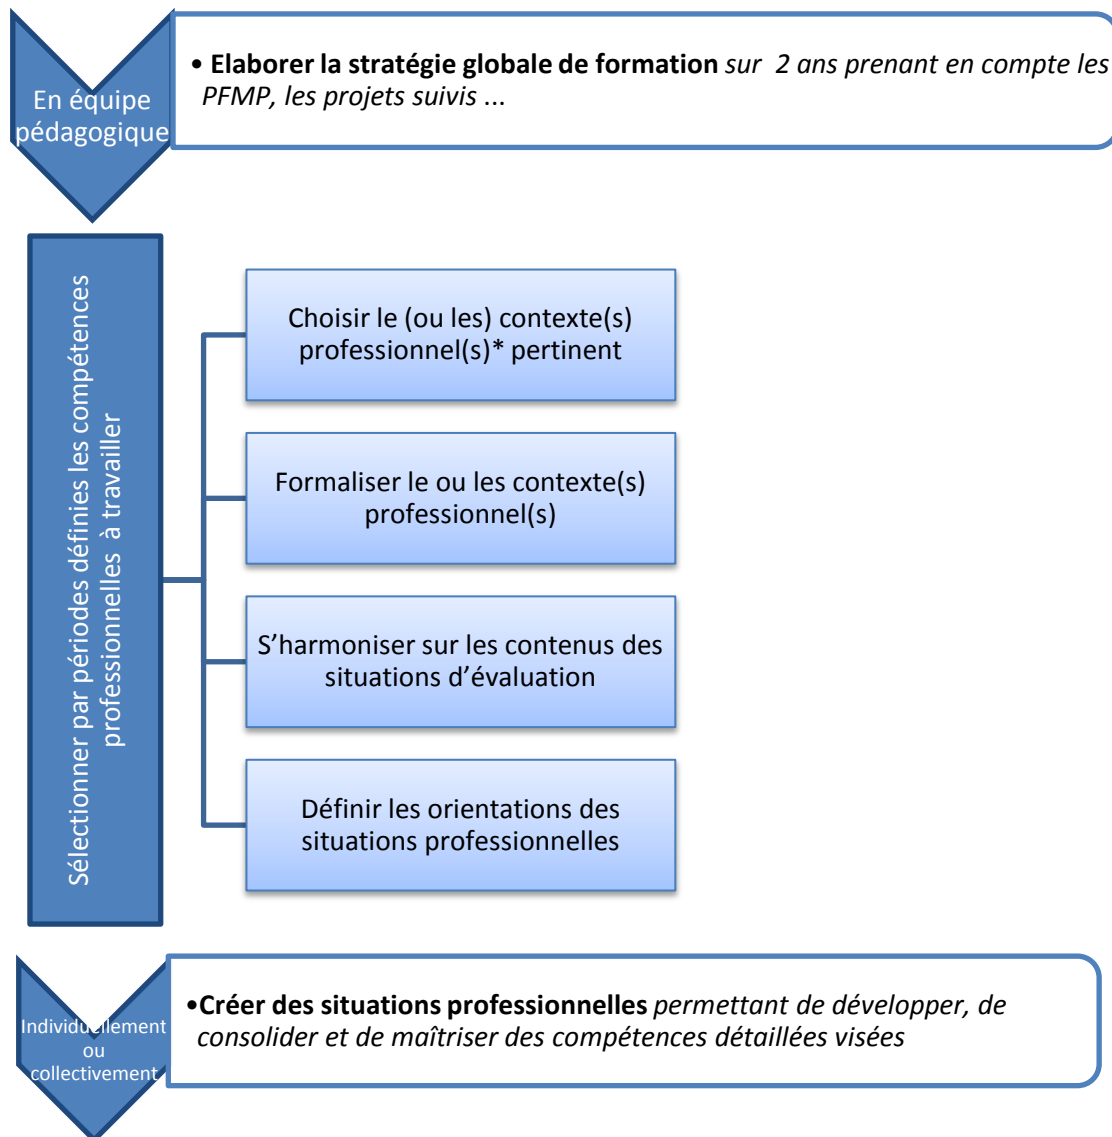 En équipe
pédagogique
• Elaborer la stratégie globale de formation sur 2 ans prenant en compte les
PFMP, les projets suivis ...
Sélectionner par périodes définies les compétences
professionnelles à travailler
Choisir le (ou les) contexte(s)
professionnel(s)* pertinent
Formaliser le ou les contexte(s)
professionnel(s)
S’harmoniser sur les contenus des
situations d’évaluation
Définir les orientations des
situations professionnelles
Individuellement
ou
collectivement
•Créer des situations professionnelles permettant de développer, de
consolider et de maîtriser des compétences détaillées visées